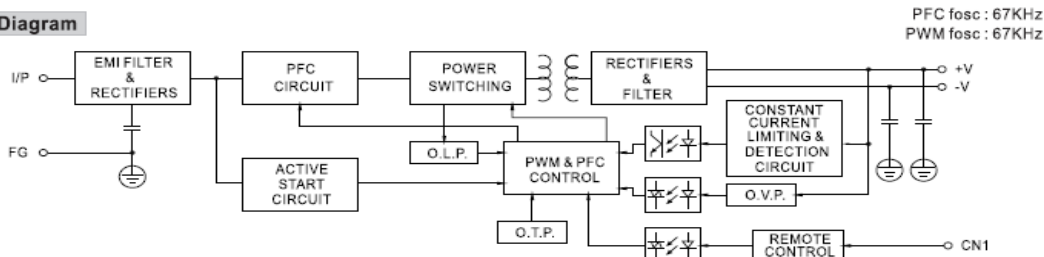 Diagram
PFC fosc : 67KHz
PWM fosc : 67KHz
I/P
EMI FILTER
&
RECTIFIERS
PFC
CIRCUIT
POWER
SWITCHING
RECTIFIERS
&
FILTER
+V
-V
FG
O.L.P.
PWM & PFC
CONTROL
CONSTANT
CURRENT
LIMITING &
DETECTION
CIRCUIT
ACTIVE
START
CIRCUIT
O.V.P.
O.T.P.
REMOTE
CONTROL
CN1